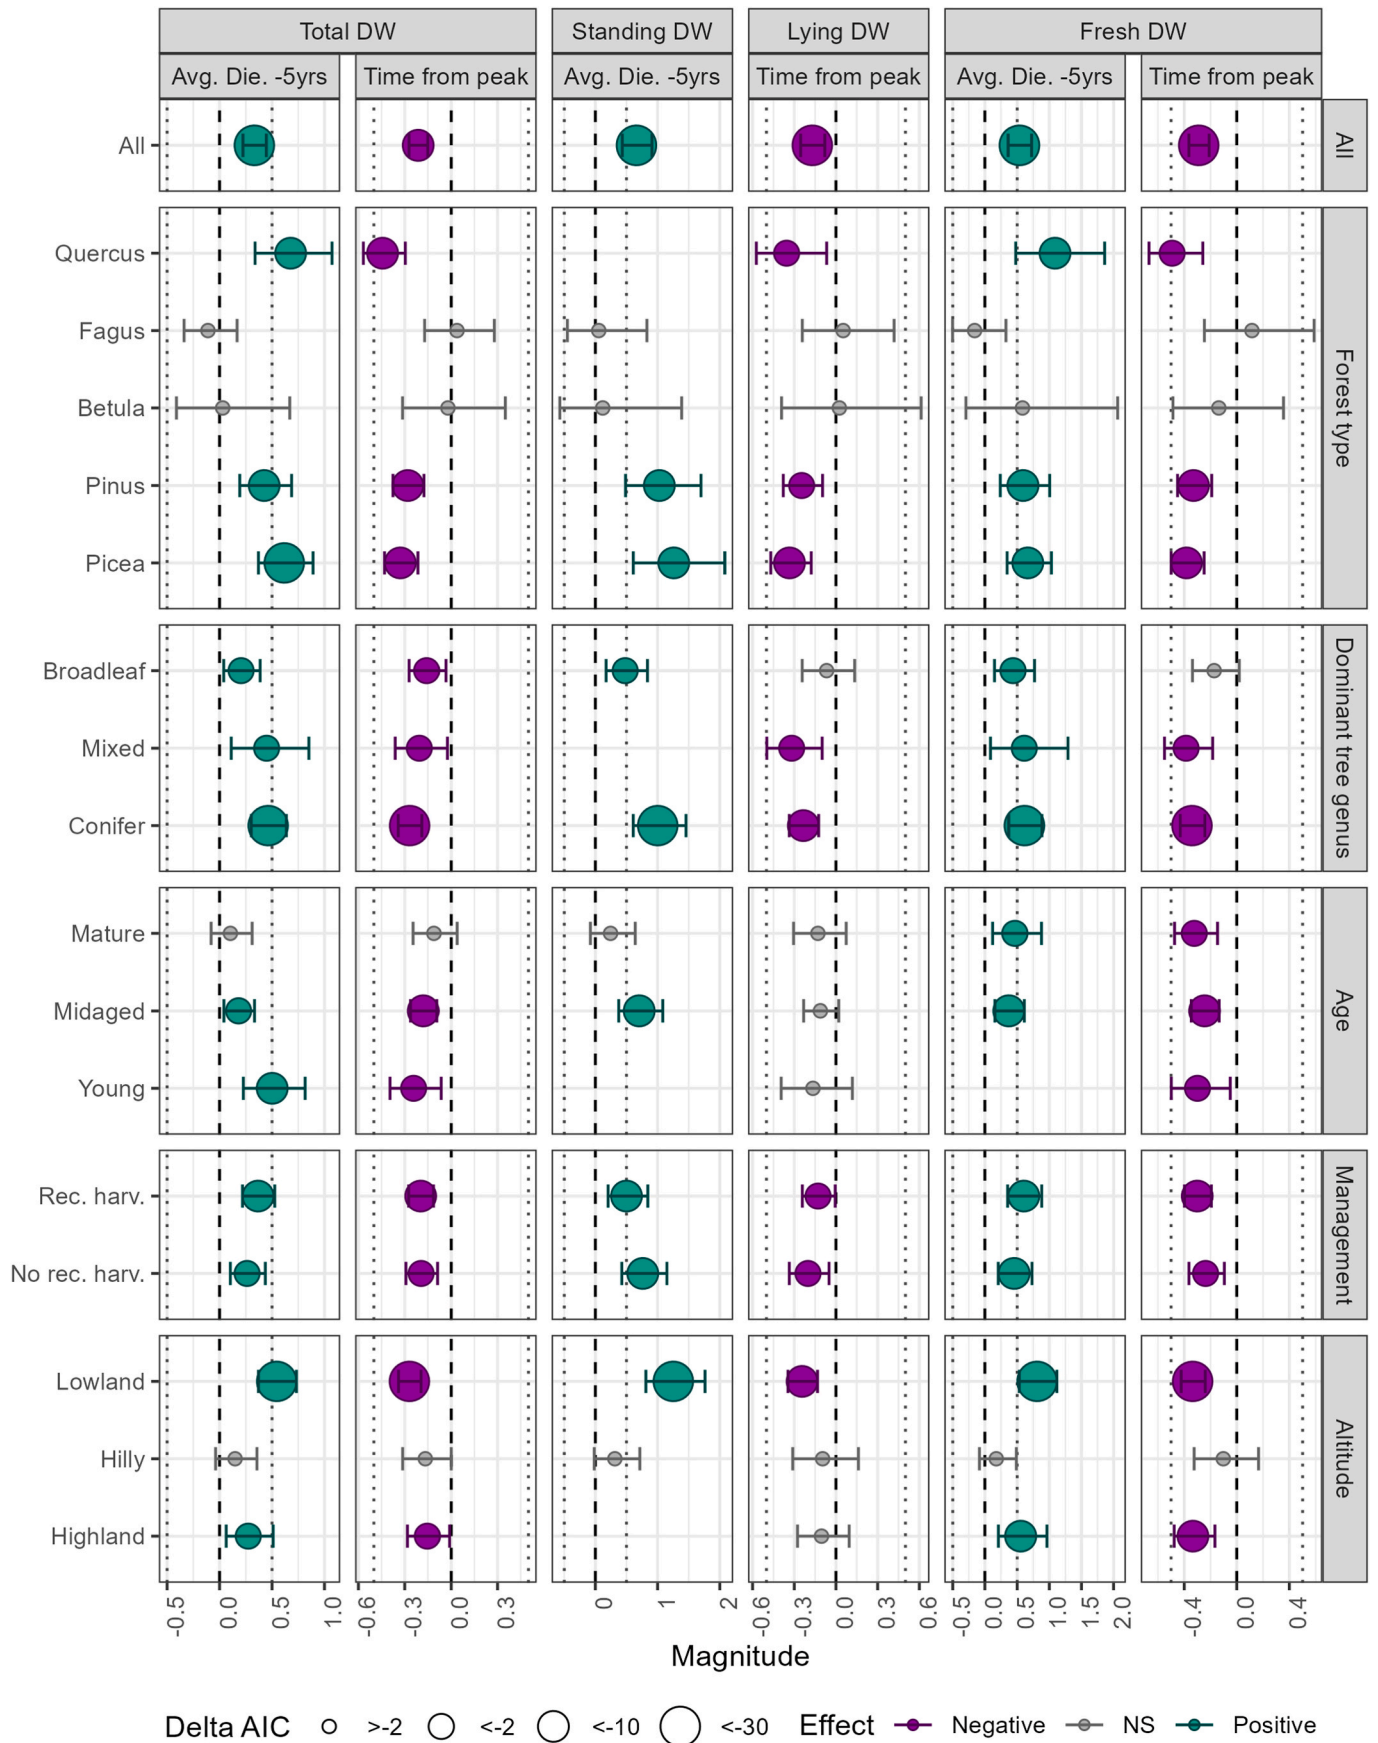 Total DW Standing DW Lying DW Fresh DW
Avg. Die. -5yrs Time from peak Avg. Die. -5yrs Time from peak Avg. Die. -5yrs Time from peak
All
All
Quercus
Fagus
Betula
Pinus
Picea
Forest type
Broadleaf
Mixed
Conifer
Dominant tree genus
Mature
Midaged
Young
Age
Rec. harv.
No rec. harv.
Management
Lowland
Hilly
Highland
Altitude
-0.5 0.0 0.5 1.0 -0.6 -0.3 0.0 0.3 0 1 2 -0.6 -0.3 0.0 0.3 0.6 -0.5 0.0 0.5 1.0 1.5 2.0 -0.4 0.0 0.4
Magnitude
Delta AIC >-2 <-2 <-10 <-30 Effect Negative NS Positive